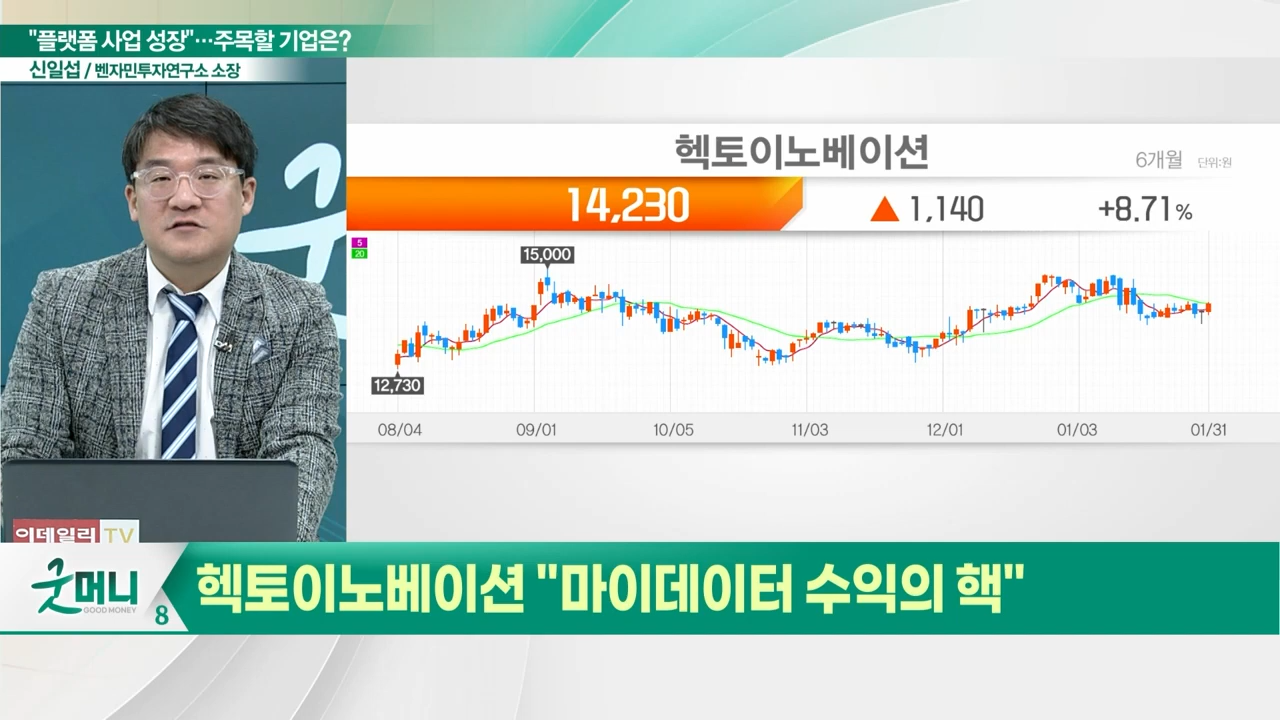 "플랫폼 사업 성장"…주목할 기업은?
신일섭 / 벤자민투자연구소 소장
헥토이노베이션
6개월 단위:원
14,230 ▲ 1,140 +8.71%
5
20
15,000
12,730
08/04 09/01 10/05 11/03 12/01 01/03 01/31
이데일리 TV
굿머니
GOOD MONEY
8
헥토이노베이션 "마이데이터 수익의 핵"